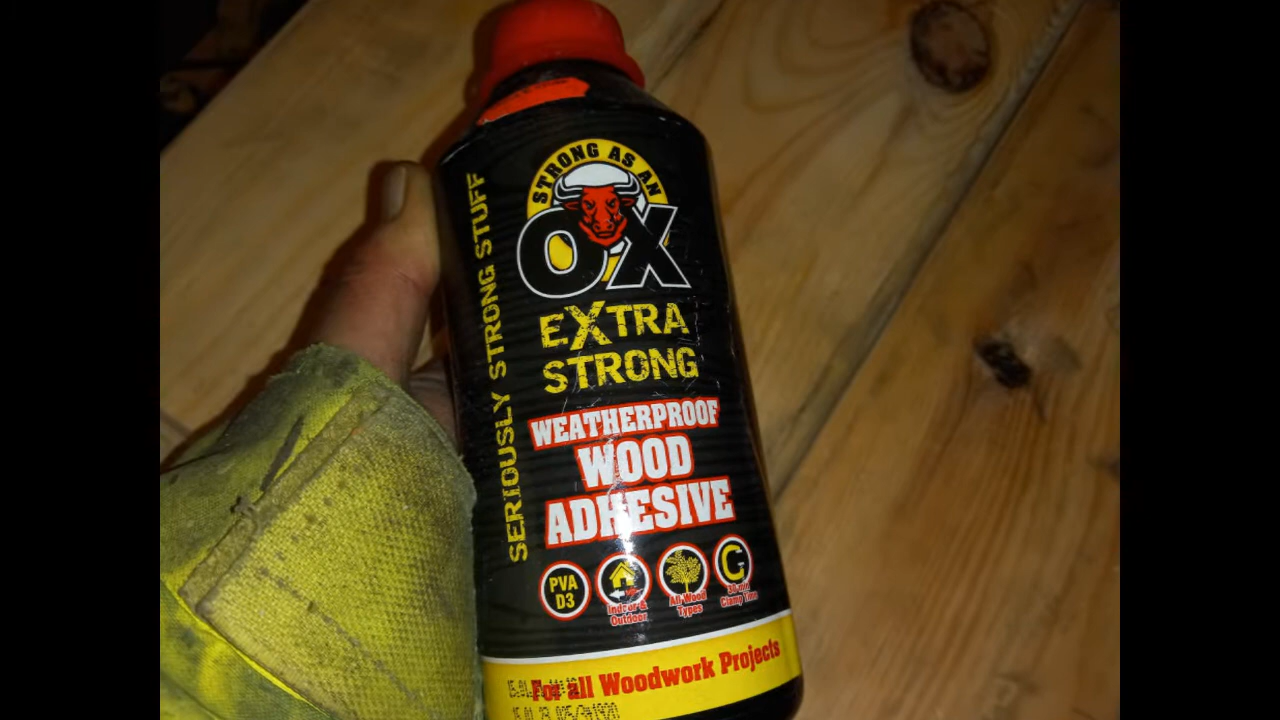 STRONG AS AN
OX
EXTRA
STRONG
SERIOUSLY STRONG STUFF
WEATHERPROOF
WOOD
ADHESIVE
PVA
D3
Indoor &
Outdoor
All Wood
Types
Clamp Time
For all Woodwork Projects